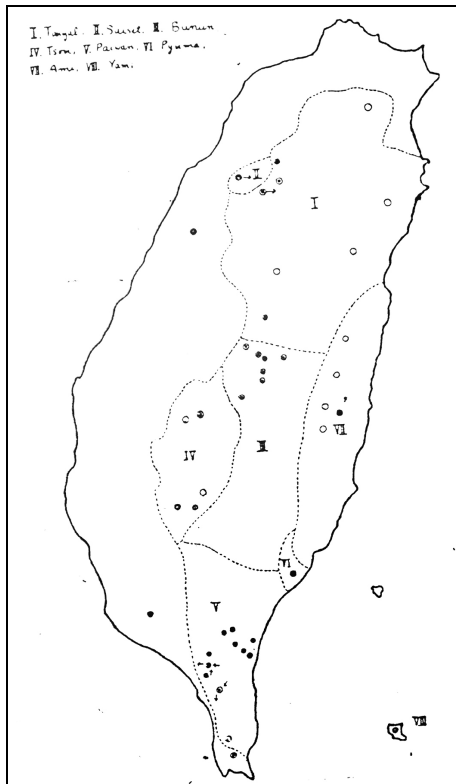 I. Taiyal. II. Saiset. III. Bunun
IV. Tsou. V. Paiwan. VI Pyuma.
VII. Ami. VIII. Yami.
II
I
III
VII
IV
VI
V
VIII